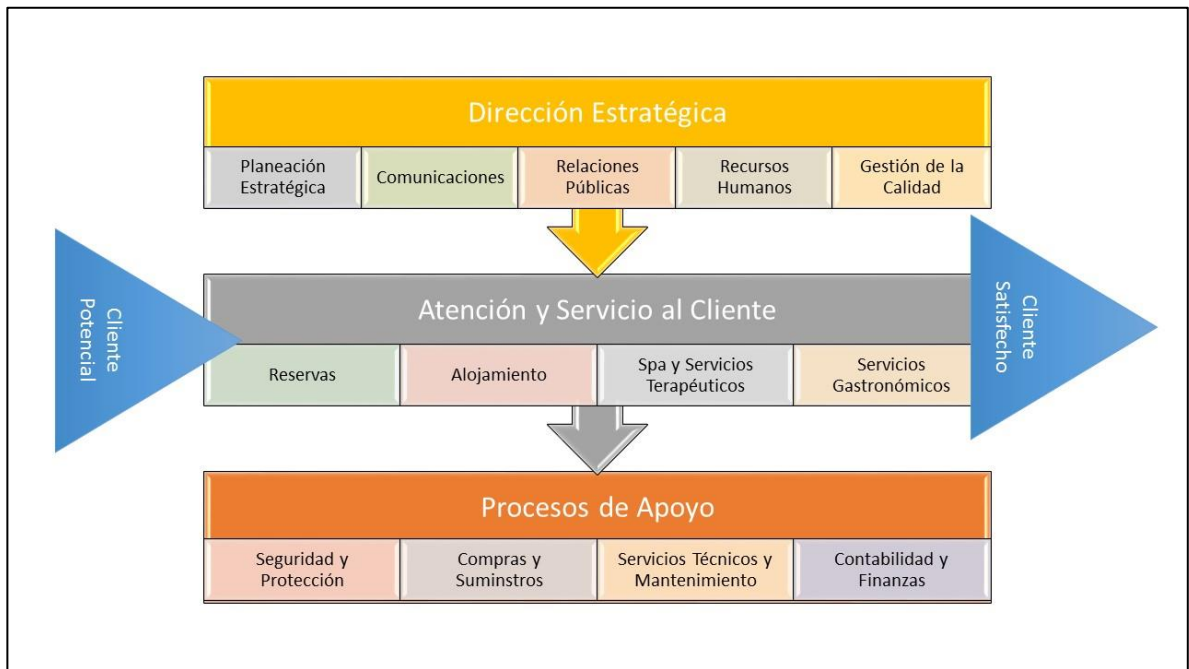 Dirección Estratégica
Planeación
Estratégica
Comunicaciones
Relaciones
Públicas
Recursos
Humanos
Gestión de la
Calidad
Cliente
Potencial
Atención y Servicio al Cliente
Reservas
Alojamiento
Spa y Servicios
Terapéuticos
Servicios
Gastronómicos
Cliente
Satisfecho
Procesos de Apoyo
Seguridad y
Protección
Compras y
Suminstros
Servicios Técnicos y
Mantenimiento
Contabilidad y
Finanzas